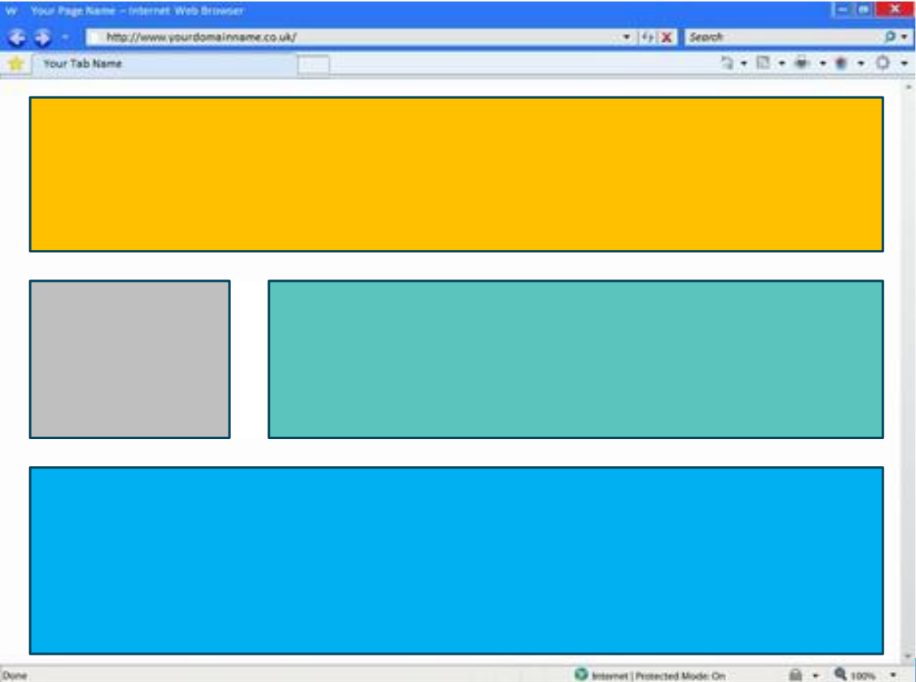 W Your Page Name – Internet Web Browser
http://www.yourdomainname.co.uk/
Search
Your Tab Name
Done
Internet | Protected Mode: On
100%